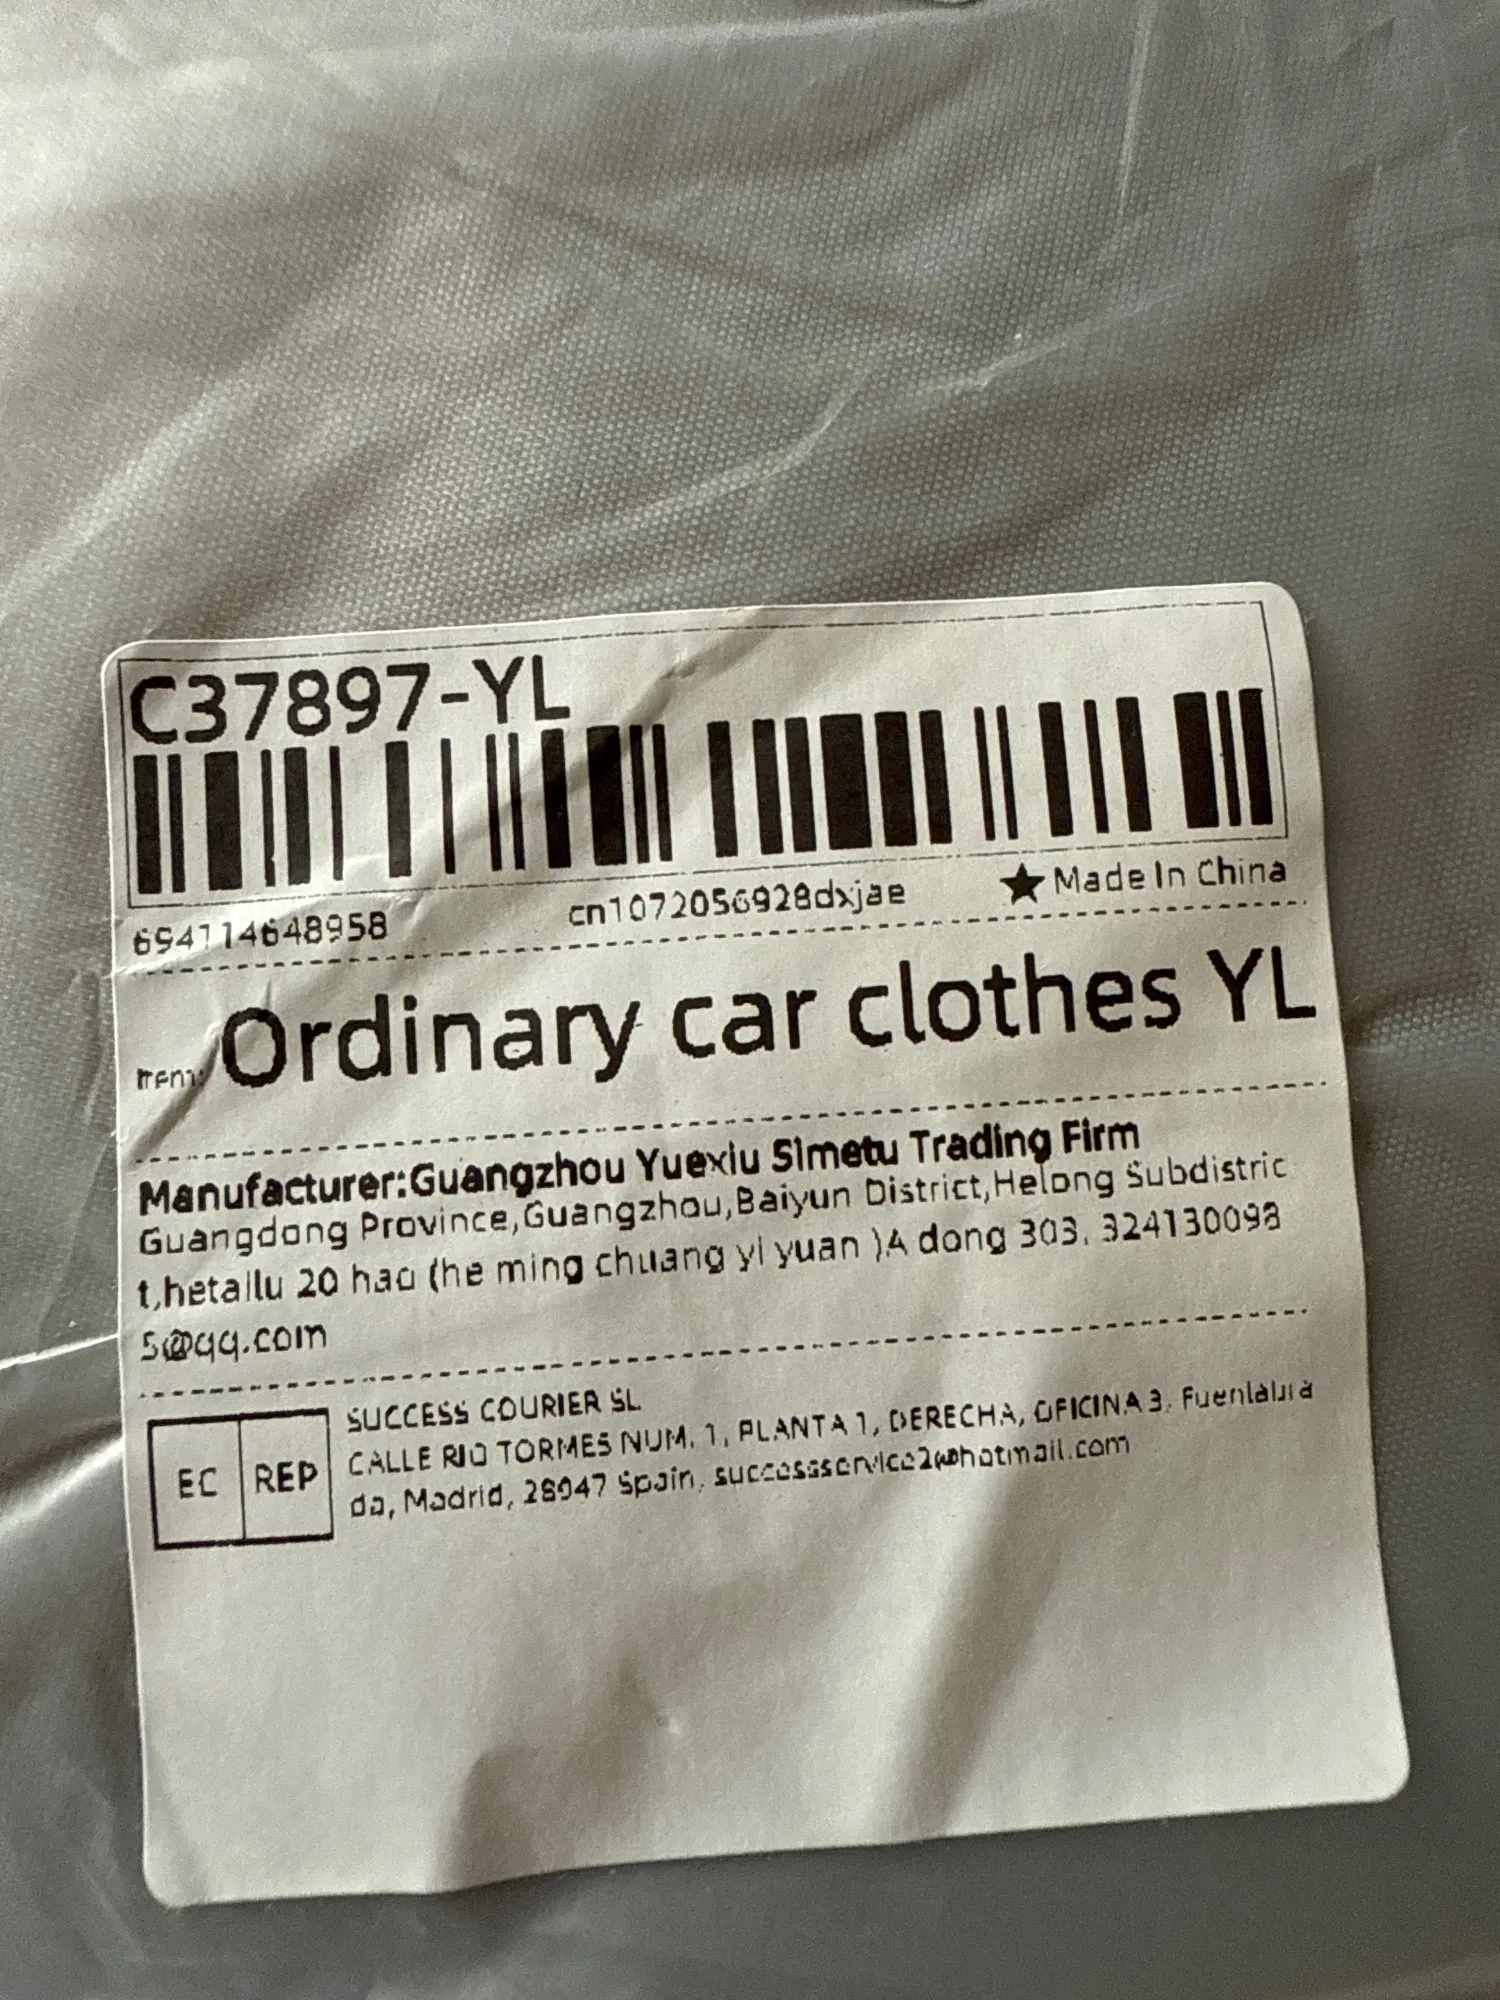 C37897-YL
694114648958 cn1072056928dxjae ★Made In China
Item: Ordinary car clothes YL
Manufacturer:Guangzhou Yuexiu Simetu Trading Firm
Guangdong Province,Guangzhou,Baiyun District,Helong Subdistric
t,hetailu 20 hao (he ming chuang yi yuan )A dong 303, 324130098
5@qq.com
EC REP
SUCCESS COURIER SL
CALLE RIO TORMES NUM. 1, PLANTA 1, DERECHA, OFICINA 3, Fuenlabra
da, Madrid, 28947 Spain, successservice2@hotmail.com